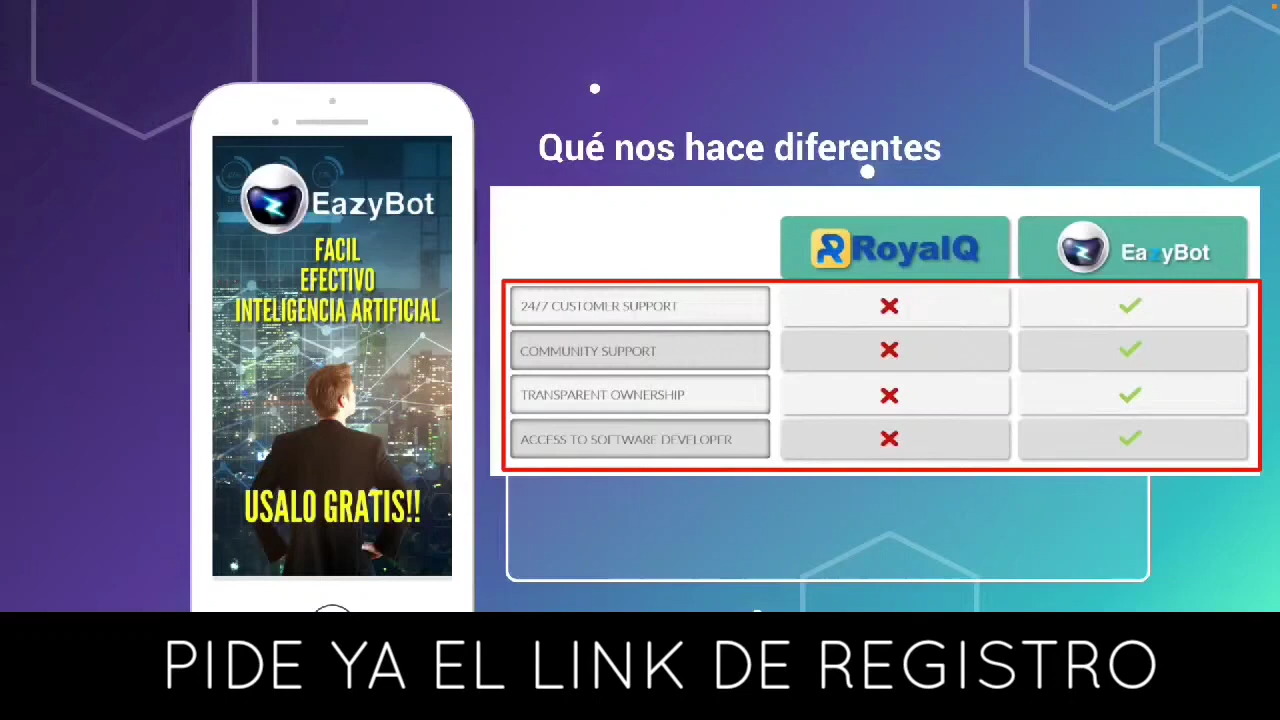 Qué nos hace diferentes
EazyBot
FACIL
EFECTIVO
INTELIGENCIA ARTIFICIAL
USALO GRATIS!!
RoyalQ
EazyBot
24/7 CUSTOMER SUPPORT
COMMUNITY SUPPORT
TRANSPARENT OWNERSHIP
ACCESS TO SOFTWARE DEVELOPER
PIDE YA EL LINK DE REGISTRO